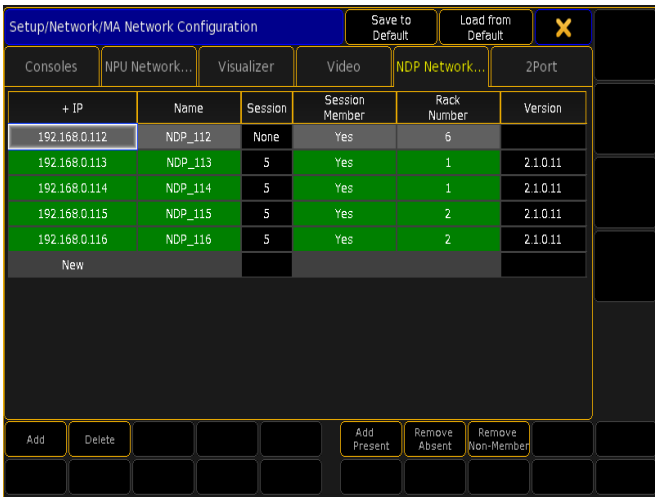 Setup/Network/MA Network Configuration
Save to Default
Load from Default
Consoles NPU Network... Visualizer Video NDP Network... 2Port
+ IP Name Session Session Member Rack Number Version
192.168.0.112 NDP_112 None Yes 6
192.168.0.113 NDP_113 5 Yes 1 2.1.0.11
192.168.0.114 NDP_114 5 Yes 1 2.1.0.11
192.168.0.115 NDP_115 5 Yes 2 2.1.0.11
192.168.0.116 NDP_116 5 Yes 2 2.1.0.11
New
Add Delete Add Present Remove Absent Remove Non-Member